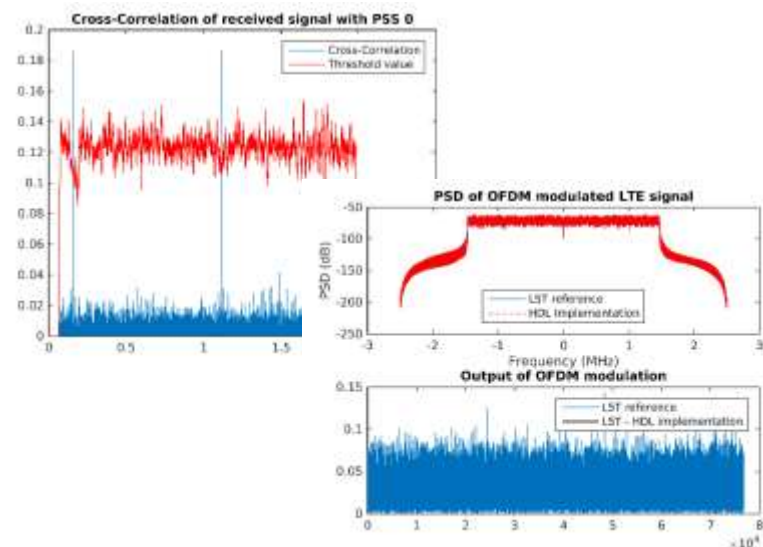 Cross-Correlation of received signal with PSS 0
0.2
0.18
0.16
0.14
0.12
0.1
0.08
0.06
0.04
0.02
0
0 0.5 1 1.5
Cross-Correlation
Threshold value
PSD of OFDM modulated LTE signal
-50
-100
-150
-200
-250
PSD (dB)
LST reference
HDL Implementation
-3 -2 -1 0 1 2 3
Frequency (MHz)
Output of OFDM modulation
0.15
0.1
0.05
0
LST reference
LST - HDL implementation
0 1 2 3 4 5 6 7 8